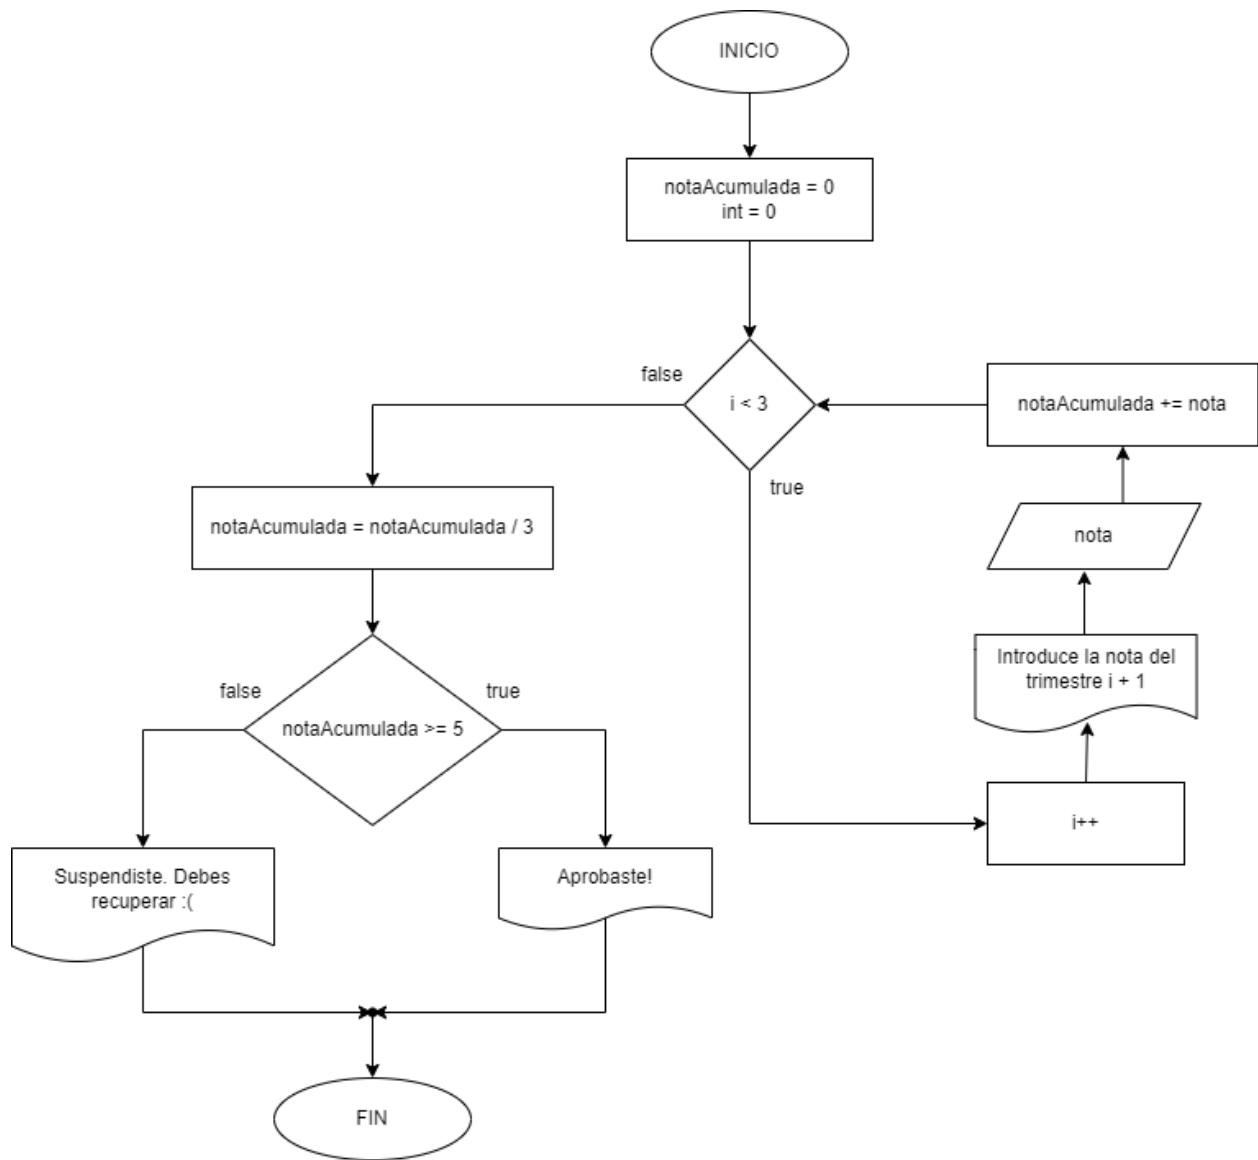 INICIO
notaAcumulada = 0
int = 0
i < 3
false
true
notaAcumulada += nota
nota
Introduce la nota del
trimestre i + 1
i++
notaAcumulada = notaAcumulada / 3
notaAcumulada >= 5
false
true
Suspendiste. Debes
recuperar :(
Aprobaste!
FIN